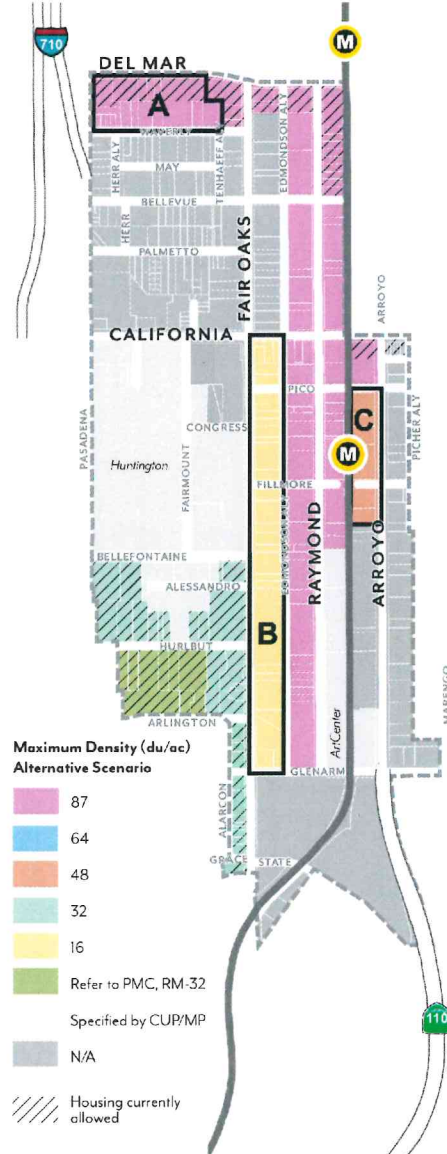 M
710
DEL MAR
A
WAVERLY
HERR ALY
MAY
TENHAEFF ALY
EDMONDSON ALY
BELLEVUE
HERR
PALMETTO
FAIR OAKS
ARROYO
CALIFORNIA
PICO
C
PICHER ALY
PASADENA
CONGRESS
M
Huntington
FAIRMOUNT
FILLMORE
EDMONDSON ALY
RAYMOND
ARROYO
BELLEFONTAINE
ALESSANDRO
B
HURLBUT
MARENGO
ARLINGTON
ArtCenter
GLENARM
ALARCON
GRACE
STATE
Maximum Density (du/ac)
Alternative Scenario
87
64
48
32
16
Refer to PMC, RM-32
Specified by CUP/MP
N/A
110
Housing currently
allowed